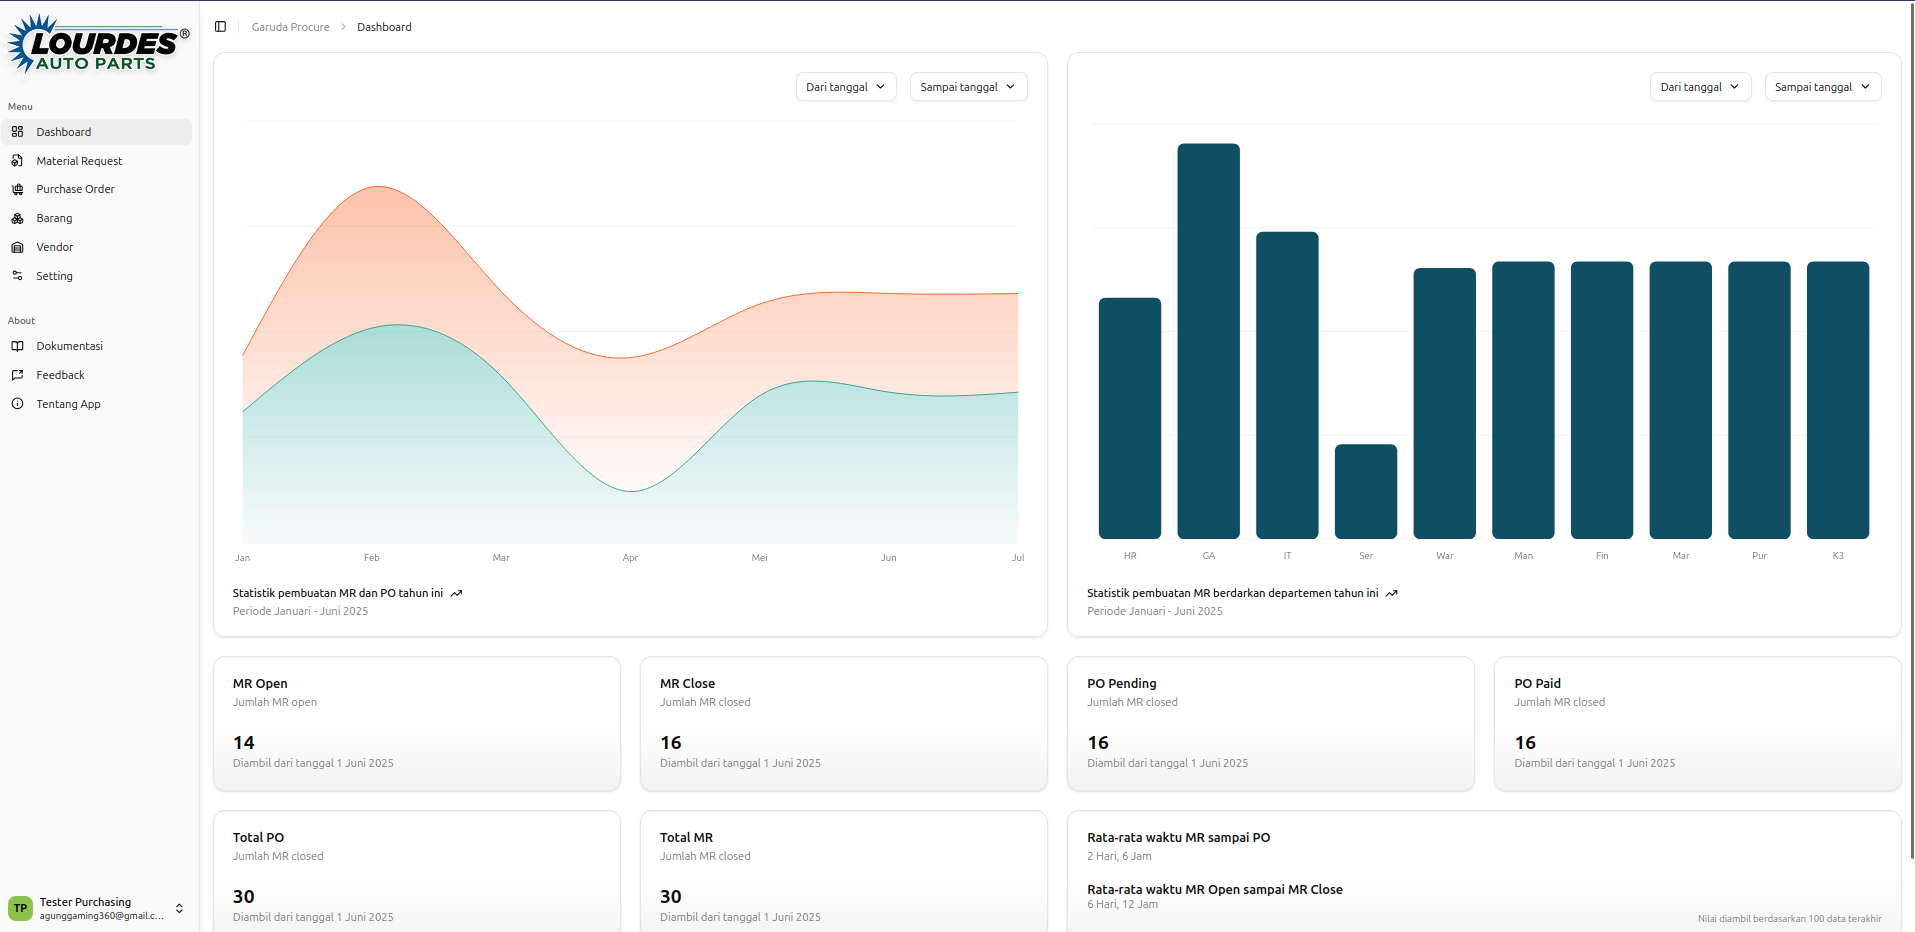 LOURDES®
AUTO PARTS
Menu
Dashboard
Material Request
Purchase Order
Barang
Vendor
Setting
About
Dokumentasi
Feedback
Tentang App
TP
Tester Purchasing
agunggaming360@gmail.c...
Garuda Procure > Dashboard
Dari tanggal
Sampai tanggal
Jan Feb Mar Apr Mei Jun Jul
Statistik pembuatan MR dan PO tahun ini
Periode Januari - Juni 2025
Dari tanggal
Sampai tanggal
HR GA IT Ser War Man Fin Mar Pur K3
Statistik pembuatan MR berdarkan departemen tahun ini
Periode Januari - Juni 2025
MR Open
Jumlah MR open
14
Diambil dari tanggal 1 Juni 2025
MR Close
Jumlah MR closed
16
Diambil dari tanggal 1 Juni 2025
PO Pending
Jumlah MR closed
16
Diambil dari tanggal 1 Juni 2025
PO Paid
Jumlah MR closed
16
Diambil dari tanggal 1 Juni 2025
Total PO
Jumlah MR closed
30
Diambil dari tanggal 1 Juni 2025
Total MR
Jumlah MR closed
30
Diambil dari tanggal 1 Juni 2025
Rata-rata waktu MR sampai PO
2 Hari, 6 Jam
Rata-rata waktu MR Open sampai MR Close
6 Hari, 12 Jam
Nilai diambil berdasarkan 100 data terakhir